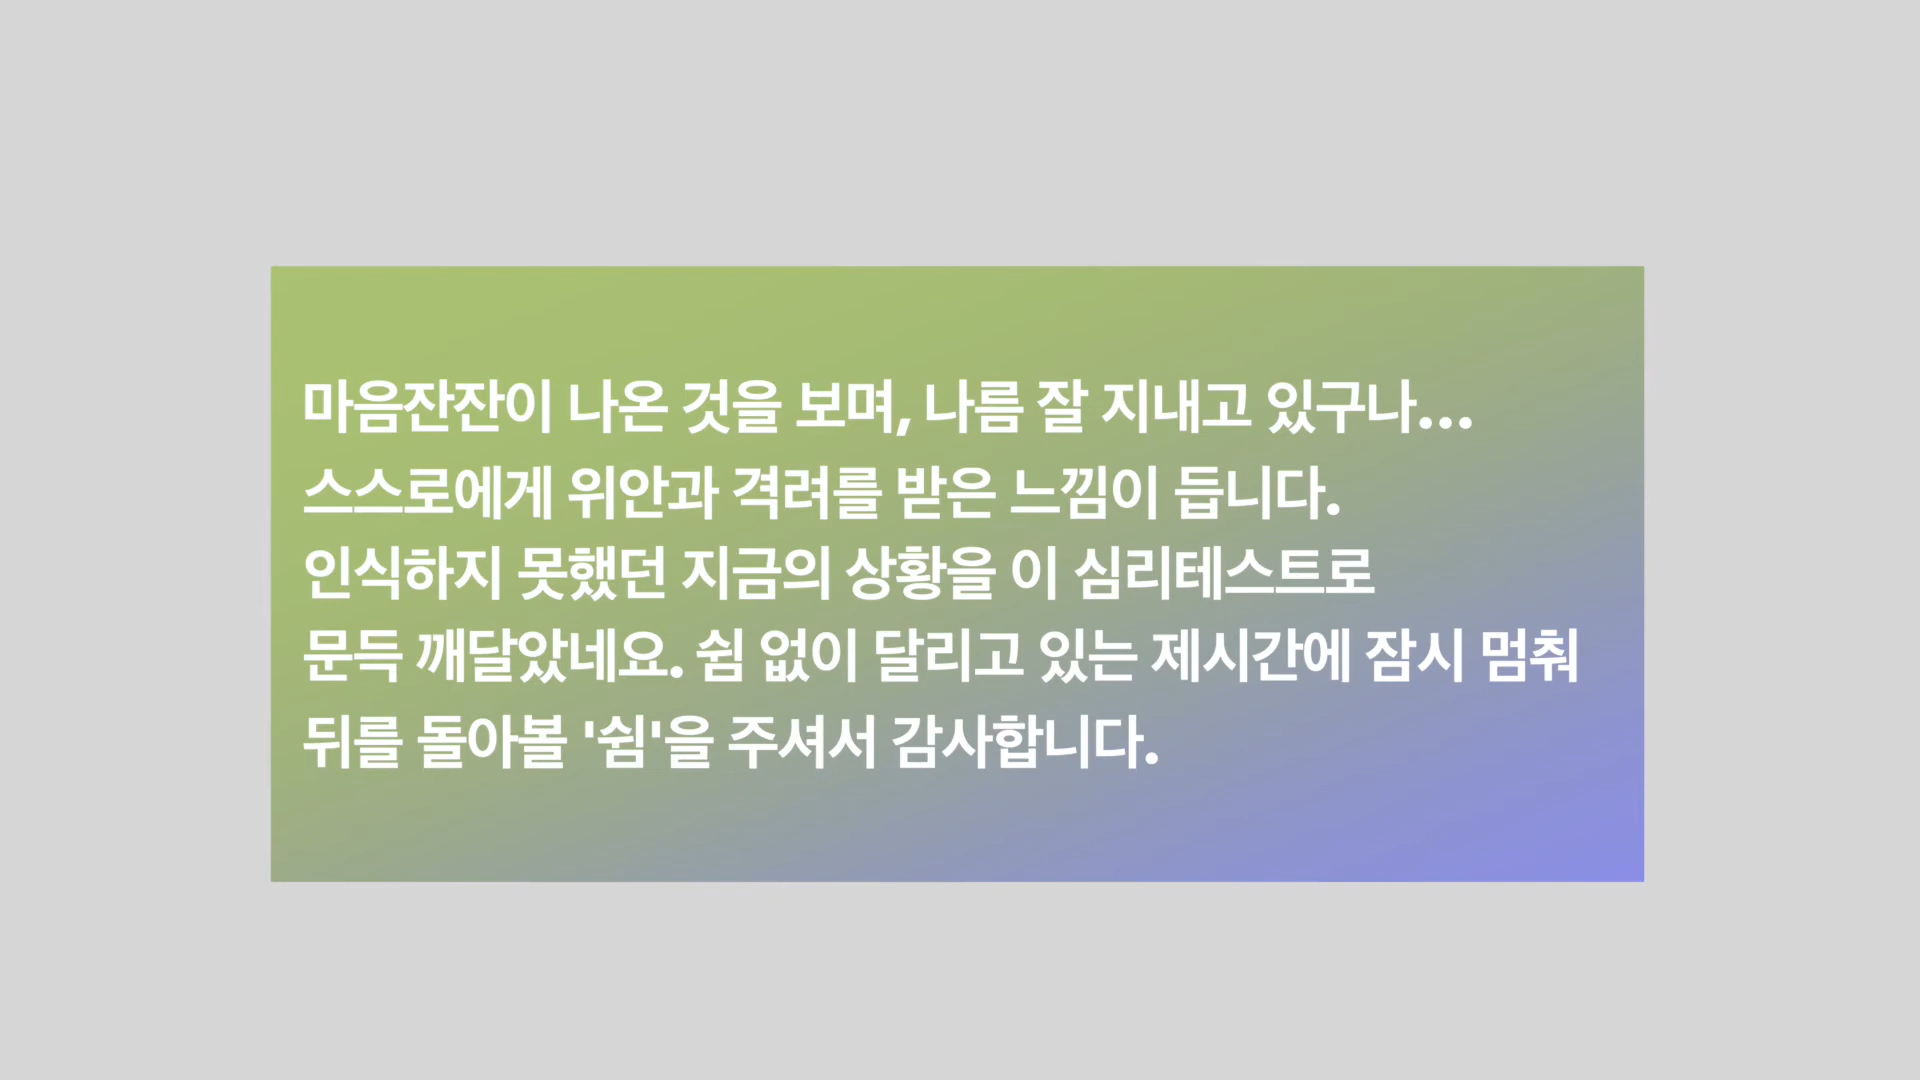 마음잔잔이 나온 것을 보며, 나름 잘 지내고 있구나...
스스로에게 위안과 격려를 받은 느낌이 듭니다.
인식하지 못했던 지금의 상황을 이 심리테스트로
문득 깨달았네요. 쉼 없이 달리고 있는 제시간에 잠시 멈춰
뒤를 돌아볼 '쉼'을 주셔서 감사합니다.